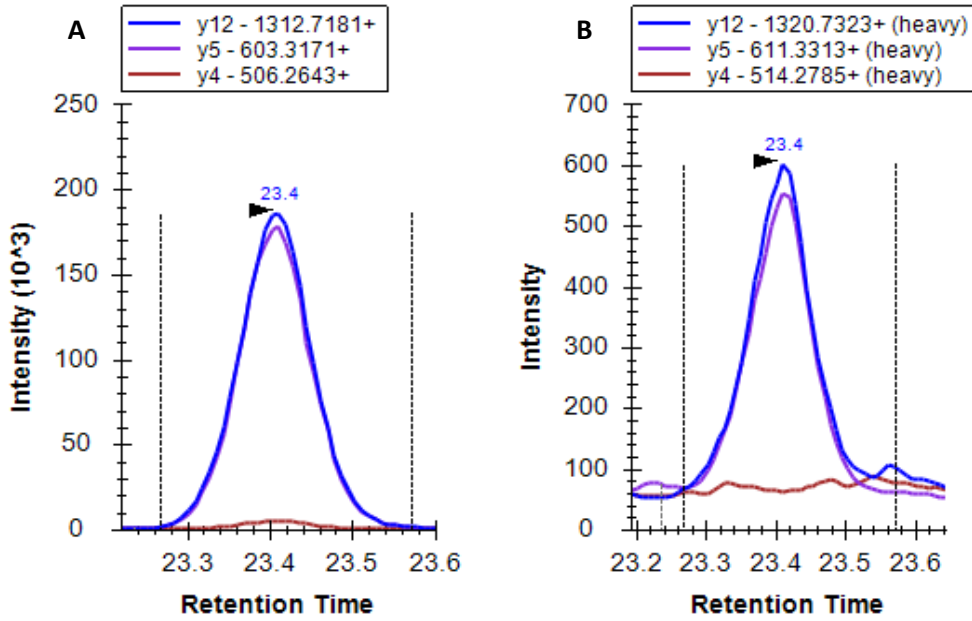 A
y12 - 1312.7181+
y5 - 603.3171+
y4 - 506.2643+
250
200
150
100
50
0
23.4
23.3
23.4
23.5
23.6
Intensity (10^3)
Retention Time
B
y12 - 1320.7323+ (heavy)
y5 - 611.3313+ (heavy)
y4 - 514.2785+ (heavy)
700
600
500
400
300
200
100
0
23.4
23.2
23.3
23.4
23.5
23.6
Intensity
Retention Time